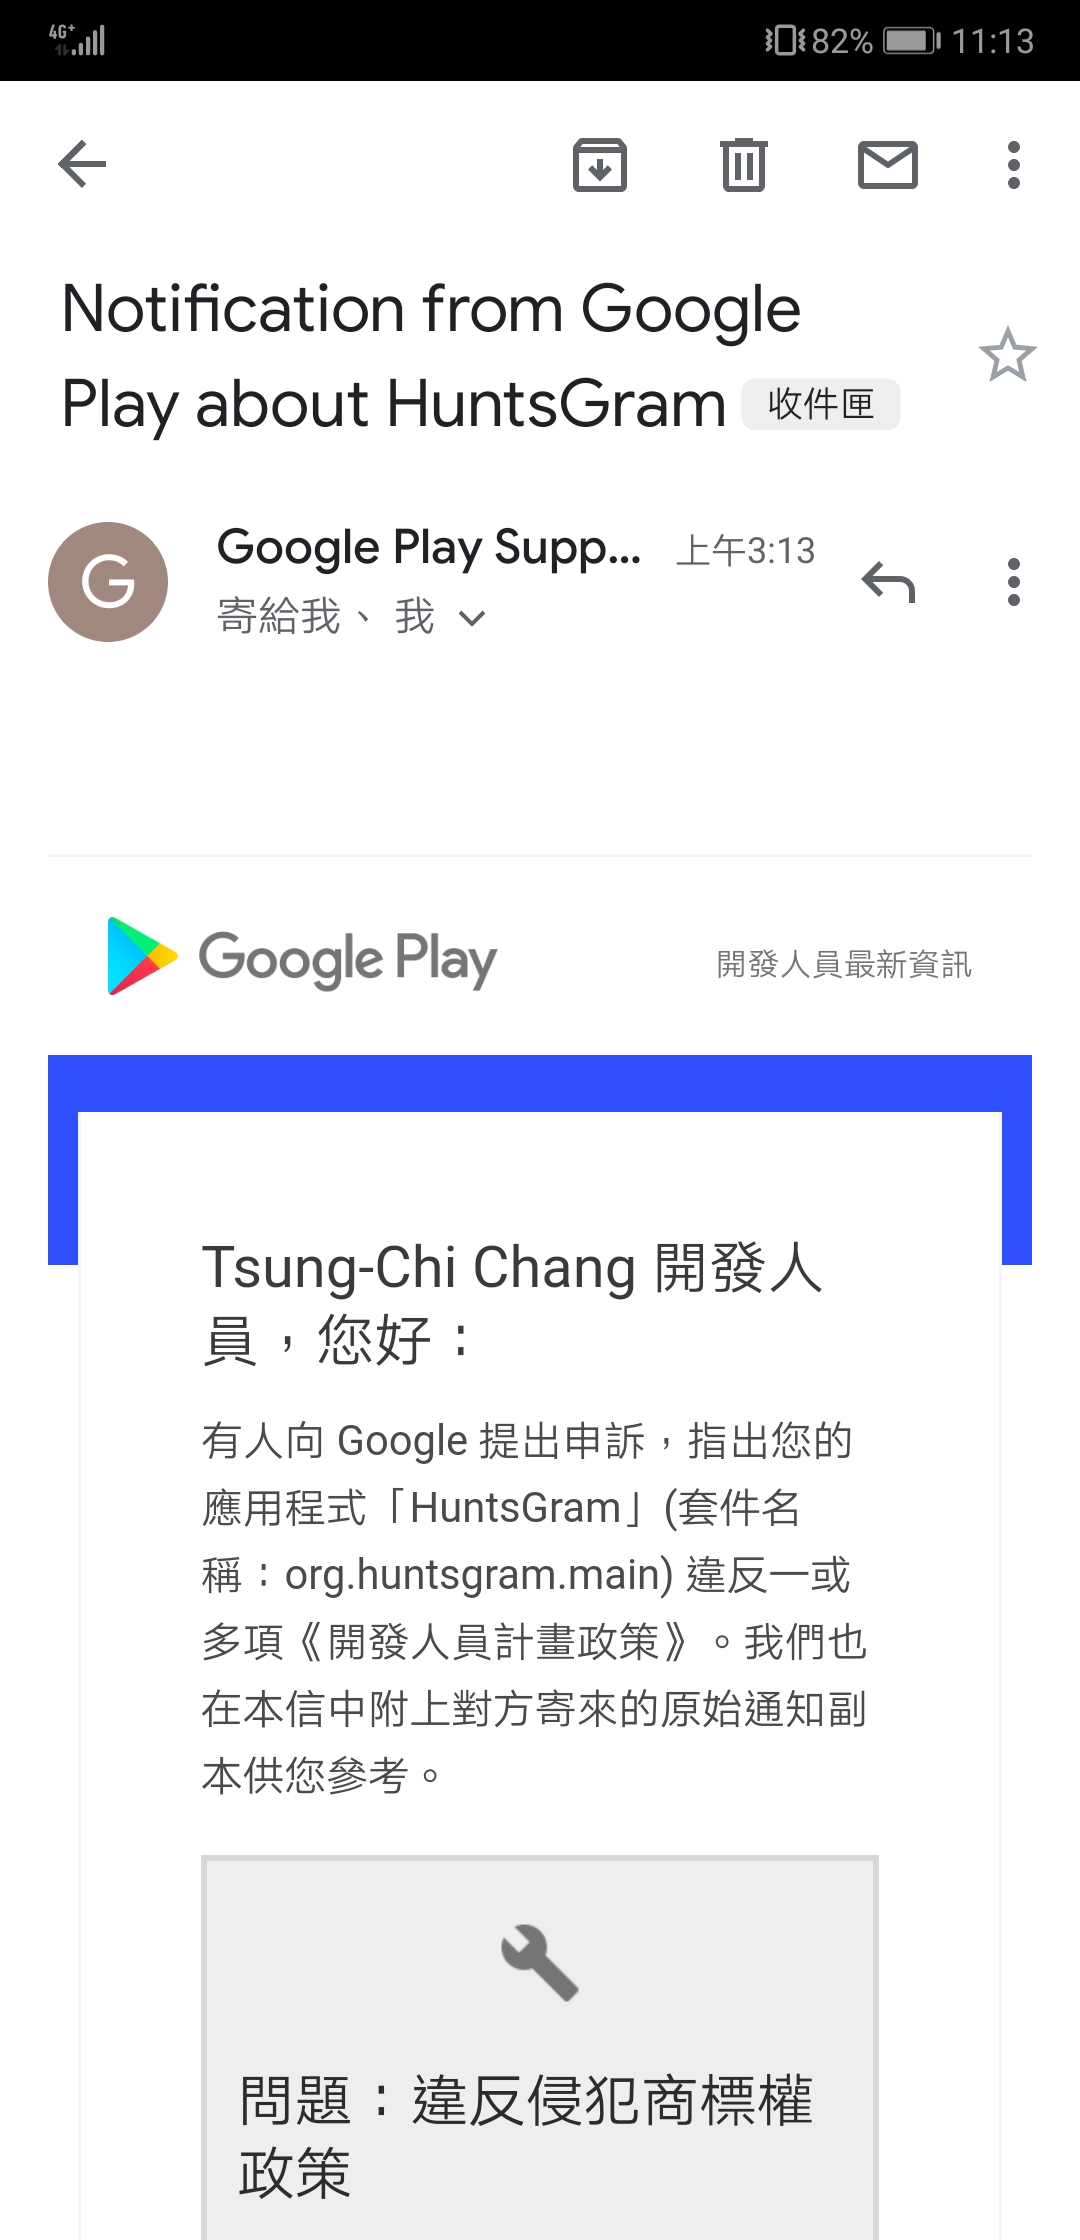 4G+
82% 11:13
Notification from Google
Play about HuntsGram 收件匣
G
Google Play Supp... 上午3:13
寄給我、 我
Google Play 開發人員最新資訊
Tsung-Chi Chang 開發人
員，您好：
有人向 Google 提出申訴，指出您的
應用程式「HuntsGram」(套件名
稱：org.huntsgram.main) 違反一或
多項《開發人員計畫政策》。我們也
在本信中附上對方寄來的原始通知副
本供您參考。
問題：違反侵犯商標權
政策